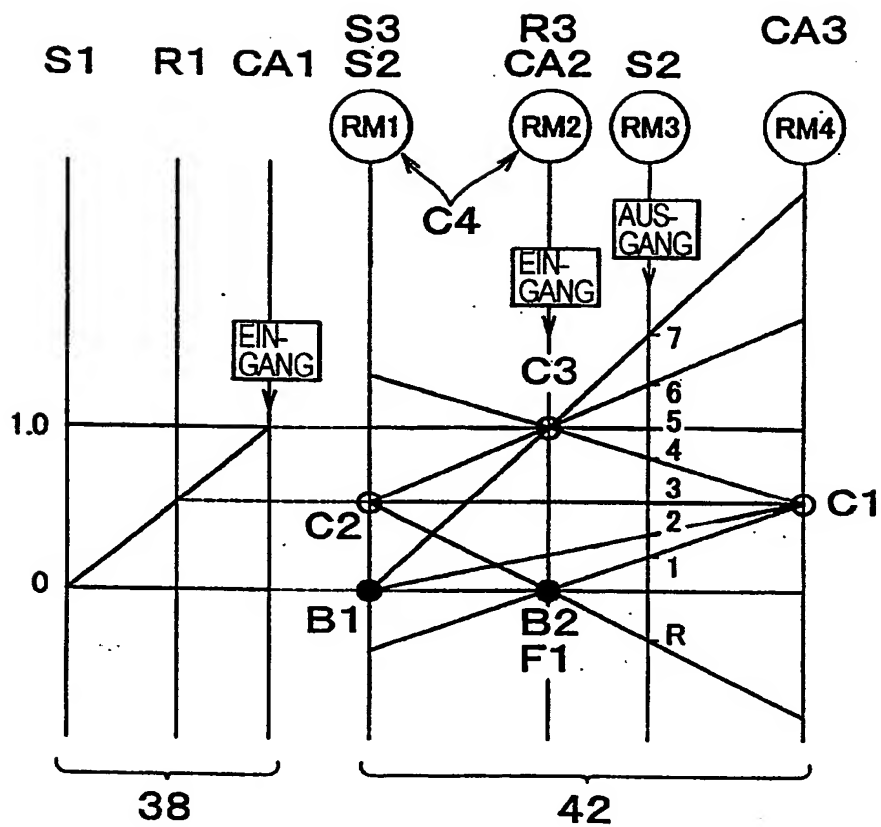 S3 R3 CA3
S1 R1 CA1 S2 CA2 S2
RM1 RM2 RM3 RM4
C4
AUS-
GANG
EIN-
GANG
7
EIN-
GANG
C3
6
1.0
5
4
3
C1
C2
2
1
0
B1
B2
F1
R
38
42